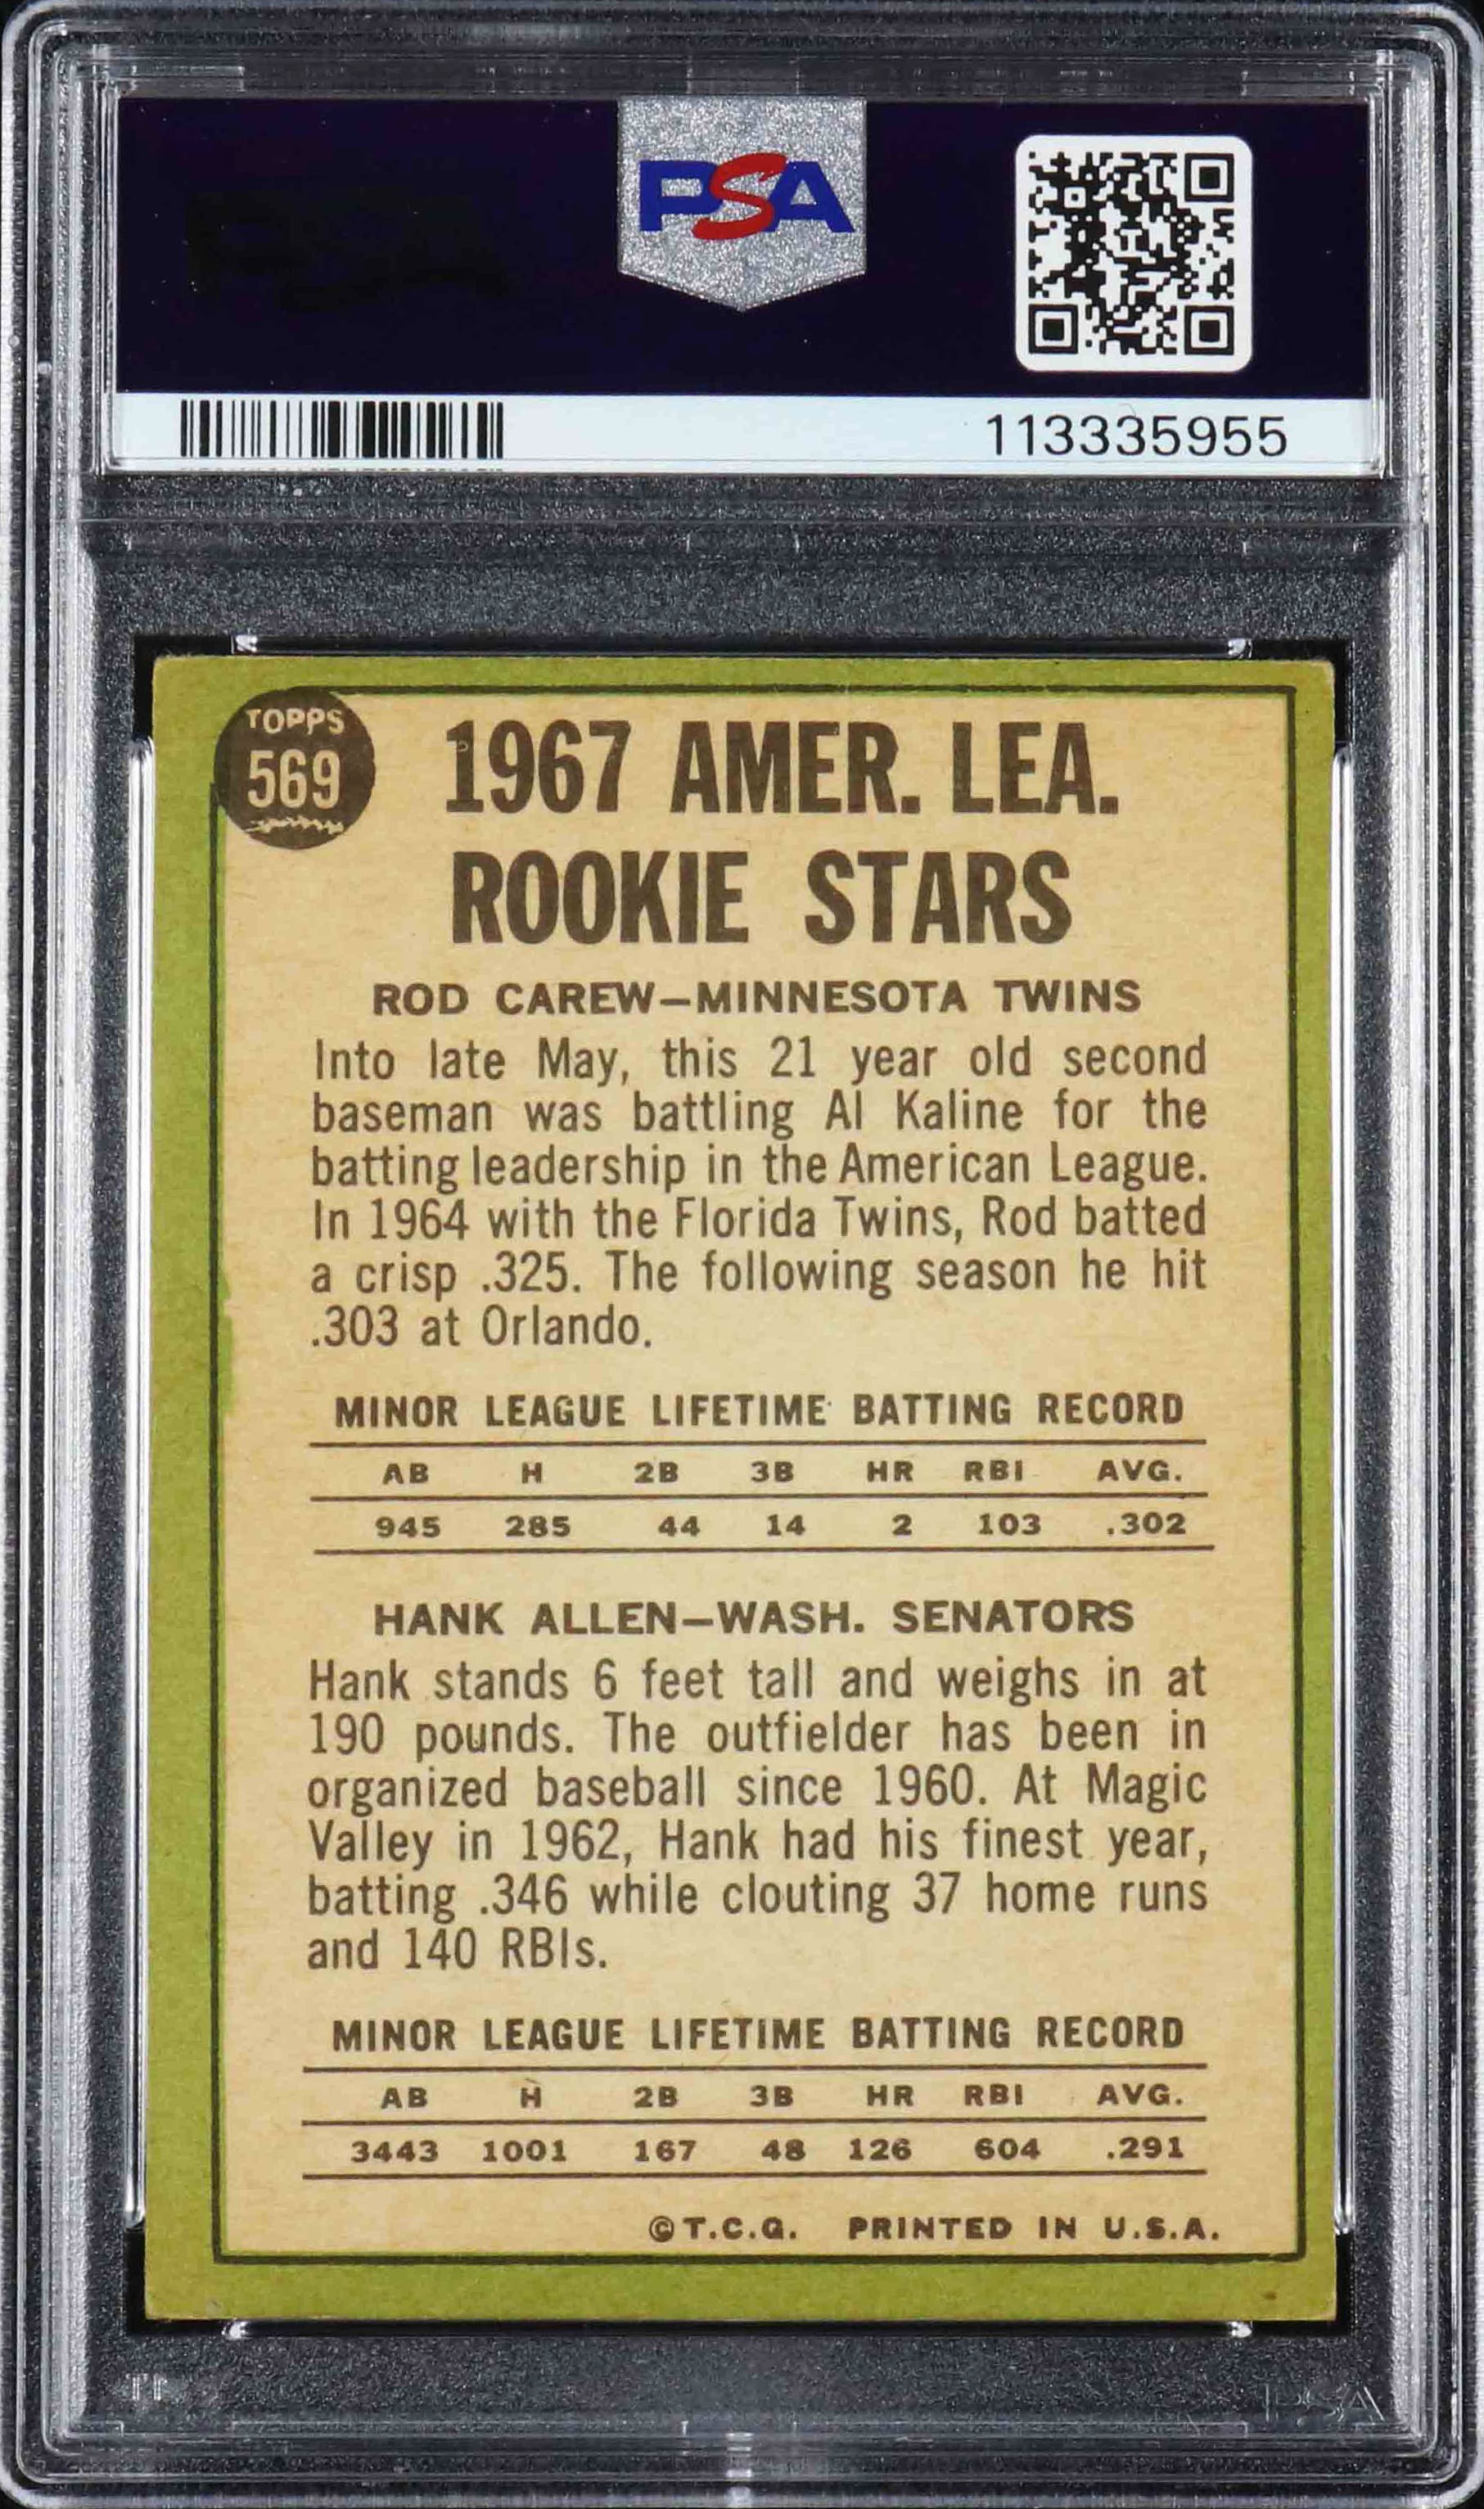 PSA
113335955
TOPPS
569
1967 AMER. LEA.
ROOKIE STARS
ROD CAREW–MINNESOTA TWINS
Into late May, this 21 year old second
baseman was battling Al Kaline for the
batting leadership in the American League.
In 1964 with the Florida Twins, Rod batted
a crisp .325. The following season he hit
.303 at Orlando.
MINOR LEAGUE LIFETIME BATTING RECORD
AB H 2B 3B HR RBI AVG.
945 285 44 14 2 103 .302
HANK ALLEN–WASH. SENATORS
Hank stands 6 feet tall and weighs in at
190 pounds. The outfielder has been in
organized baseball since 1960. At Magic
Valley in 1962, Hank had his finest year,
batting .346 while clouting 37 home runs
and 140 RBIs.
MINOR LEAGUE LIFETIME BATTING RECORD
AB H 2B 3B HR RBI AVG.
3443 1001 167 48 126 604 .291
©T.C.G. PRINTED IN U.S.A.
PSA